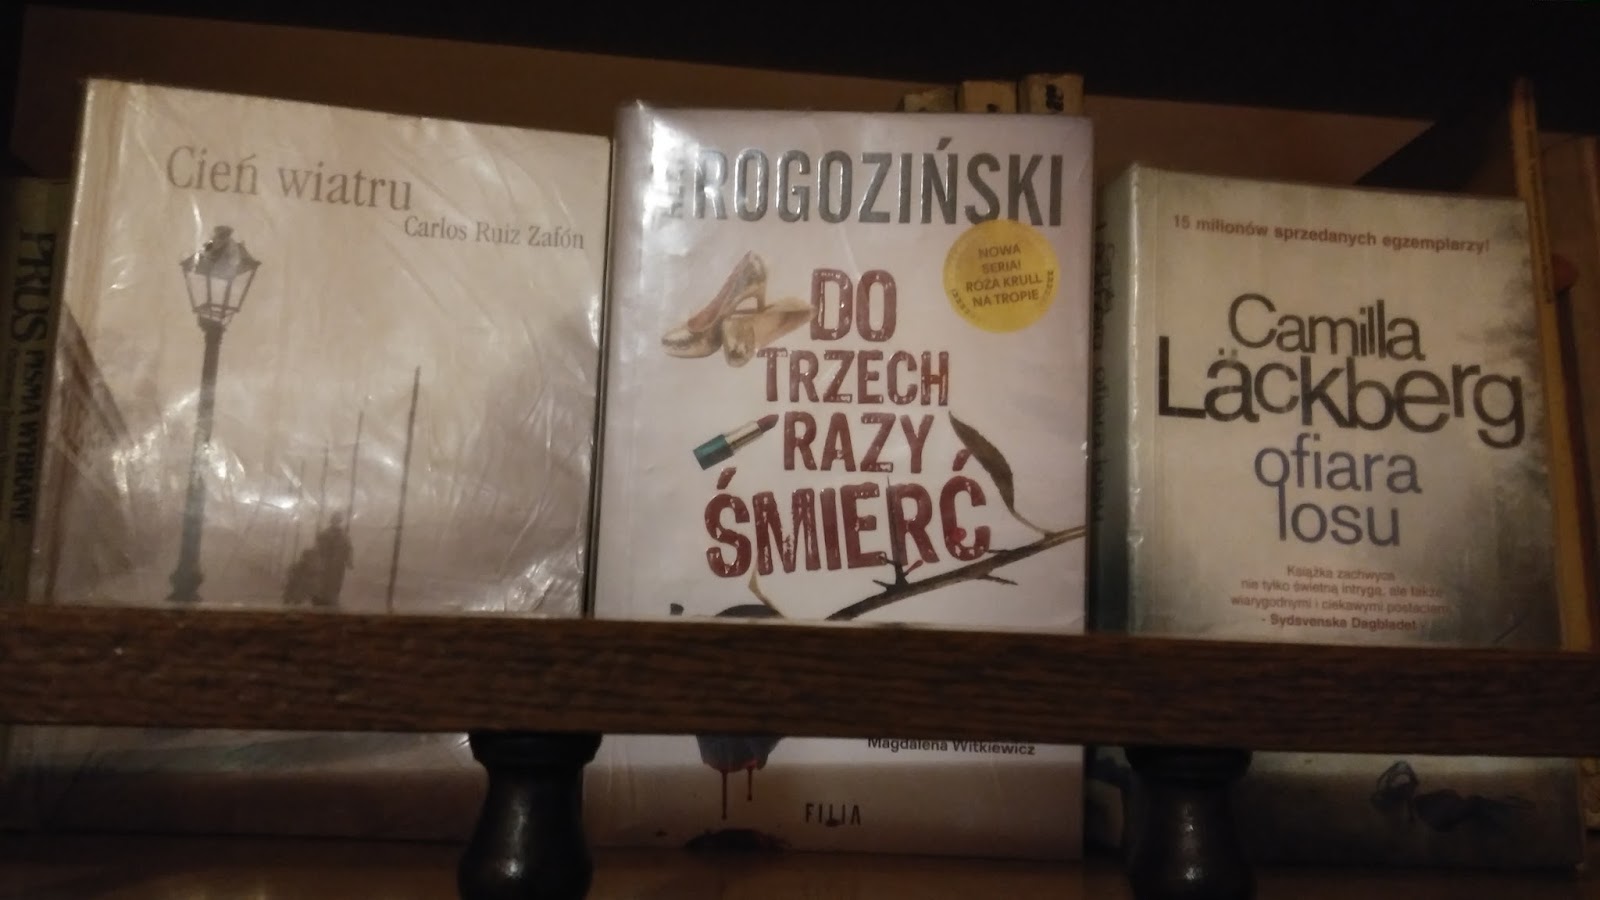 PRUS PISMA WYBRANE
Cień wiatru
Carlos Ruiz Zafón
ROGOZIŃSKI
NOWA
SERIA!
RÓŻA KRULL
NA TROPIE
DO
TRZECH
RAZY
ŚMIERĆ
Magdalena Witkiewicz
FILIA
15 milionów sprzedanych egzemplarzy!
Camilla
Läckberg
ofiara
losu
Książka zachwyca
nie tylko świetną intrygą, ale także
wiarygodnymi i ciekawymi postaciami
- Sydsvenska Dagbladet -